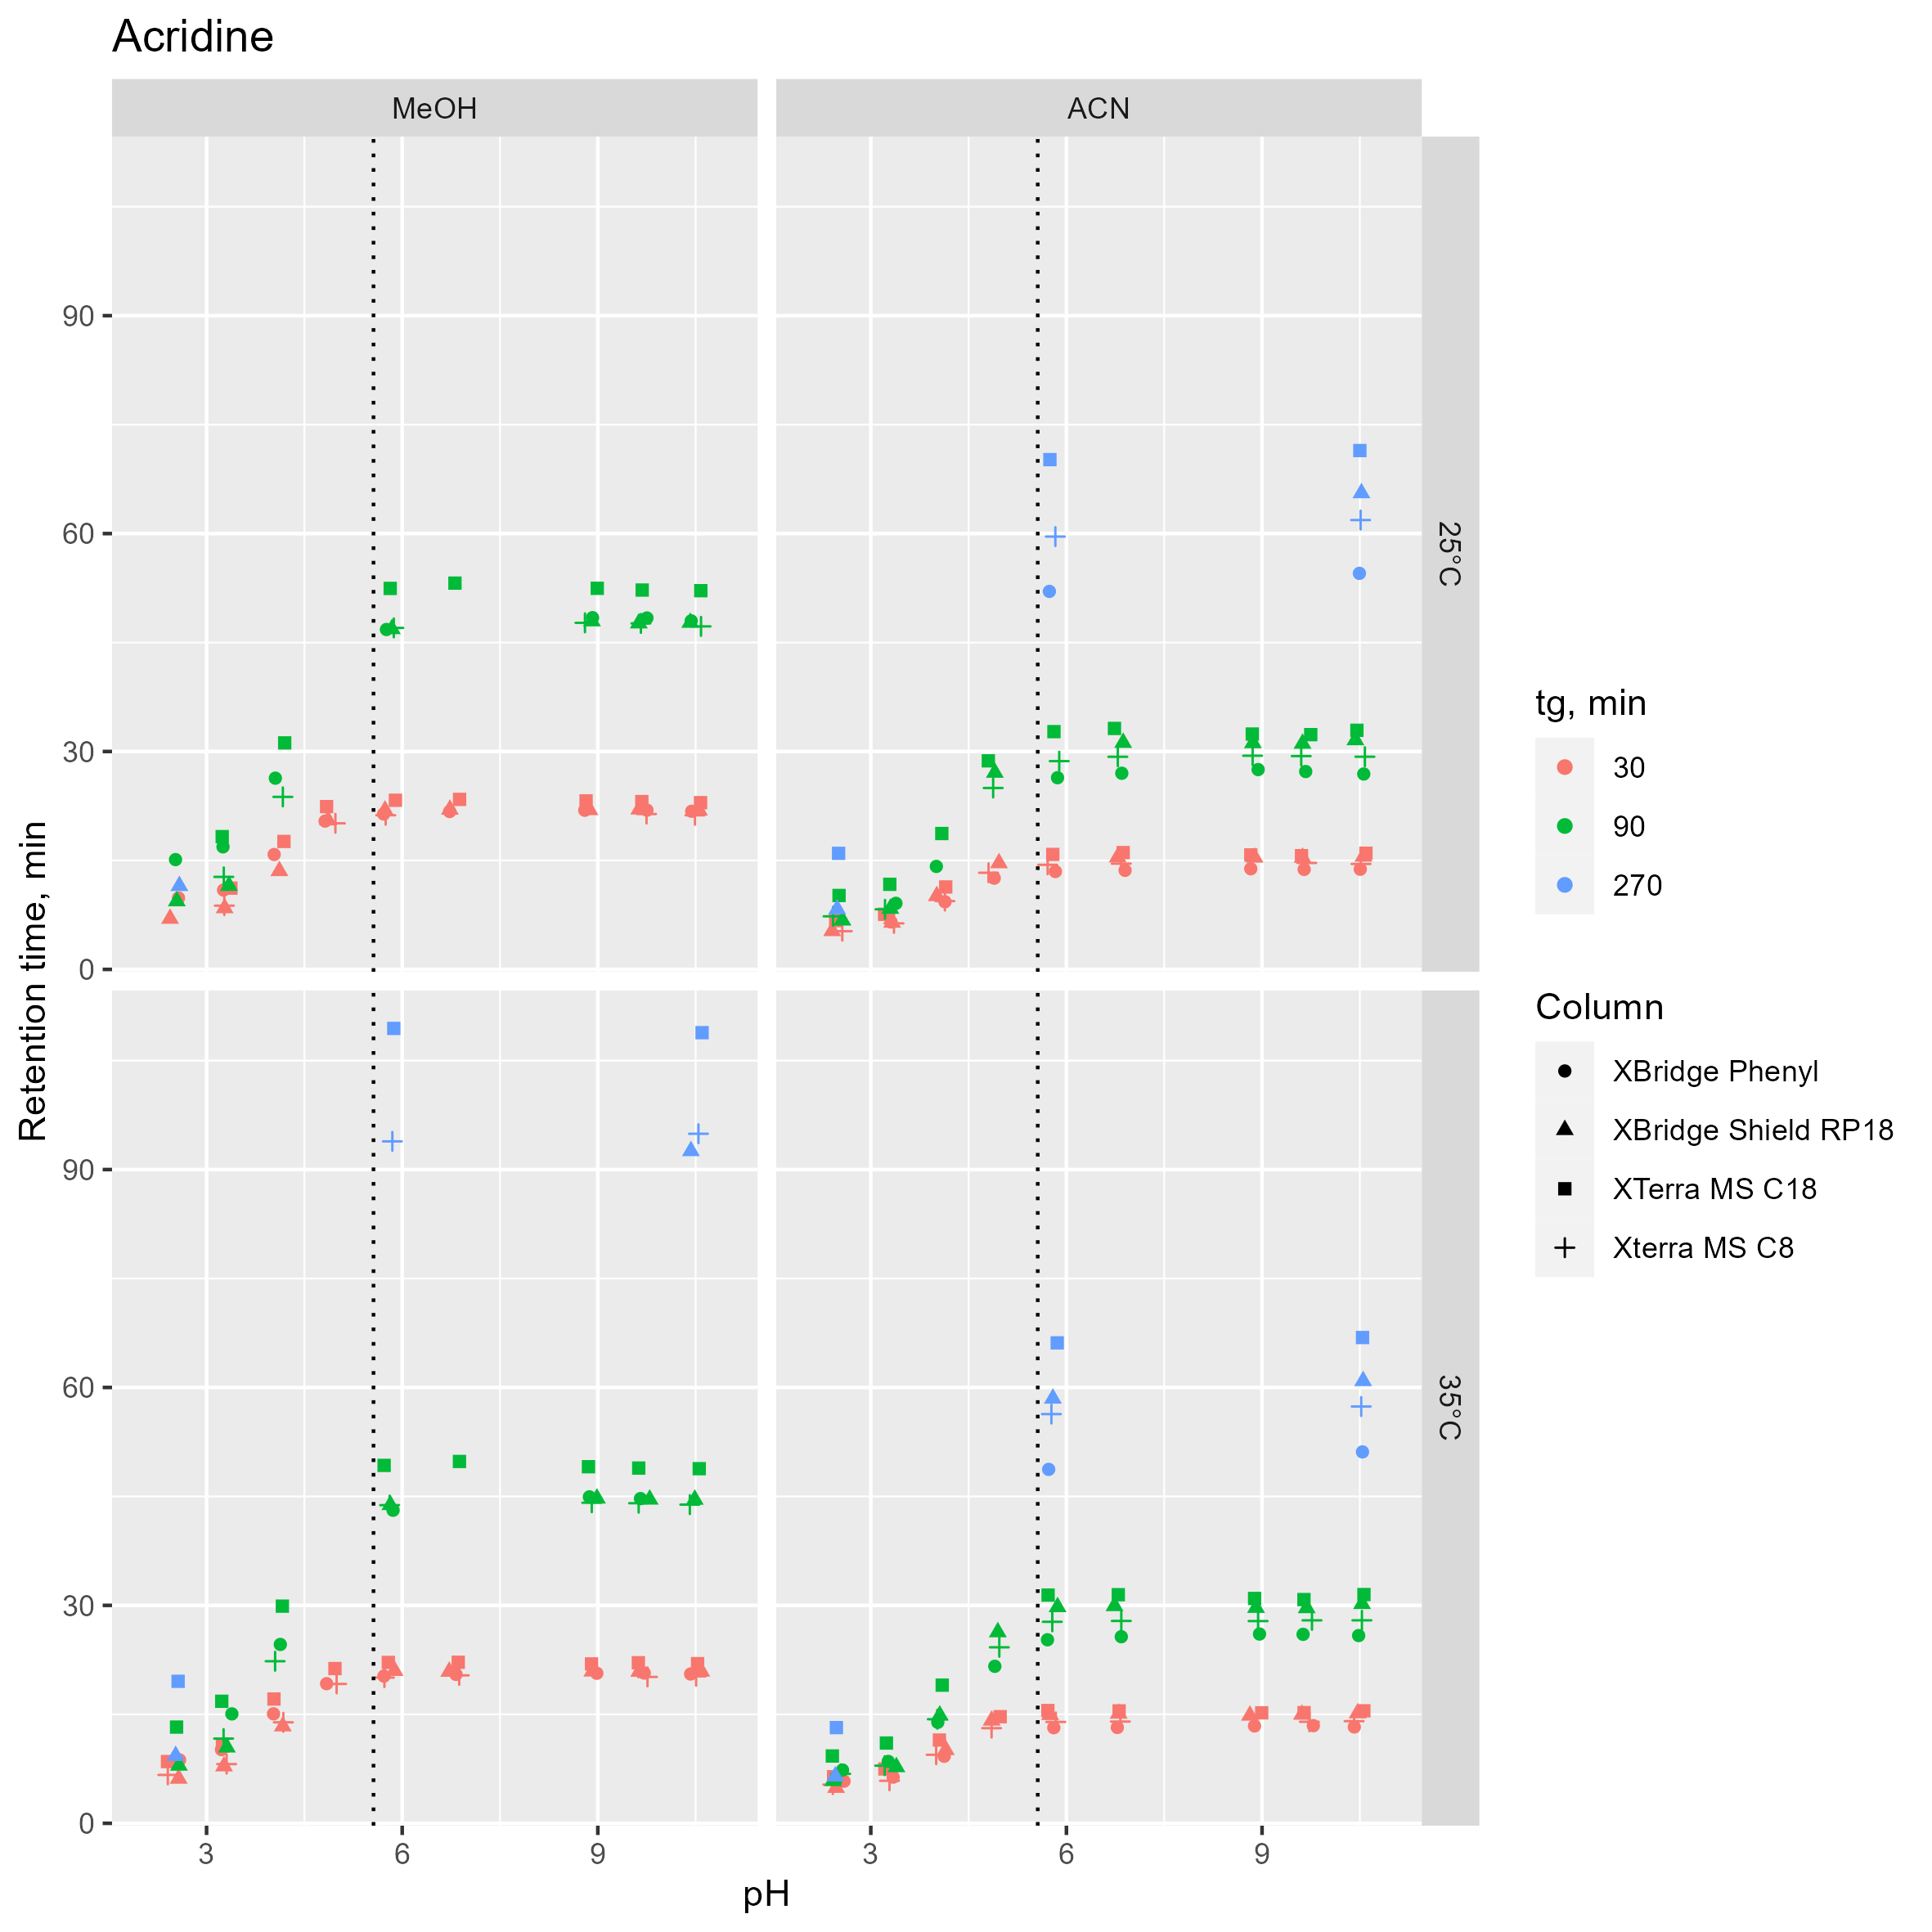 Acridine
MeOH
ACN
90
60
30
0
25°C
90
60
30
0
35°C
3
6
9
3
6
9
pH
Retention time, min
tg, min
30
90
270
Column
XBridge Phenyl
XBridge Shield RP18
XTerra MS C18
Xterra MS C8